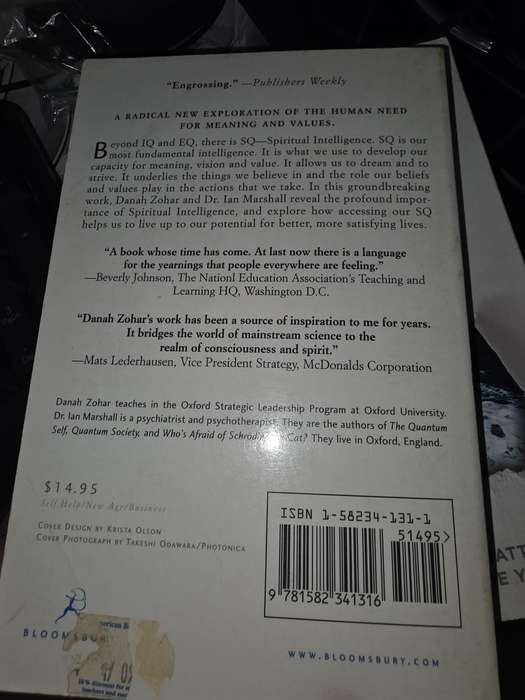 "Engrossing." —Publishers Weekly
A RADICAL NEW EXPLORATION OF THE HUMAN NEED
FOR MEANING AND VALUES.
Beyond IQ and EQ, there is SQ—Spiritual Intelligence. SQ is our
most fundamental intelligence. It is what we use to develop our
capacity for meaning, vision and value. It allows us to dream and to
strive. It underlies the things we believe in and the role our beliefs
and values play in the actions that we take. In this groundbreaking
work, Danah Zohar and Dr. Ian Marshall reveal the profound impor-
tance of Spiritual Intelligence, and explore how accessing our SQ
helps us to live up to our potential for better, more satisfying lives.
"A book whose time has come. At last now there is a language
for the yearnings that people everywhere are feeling."
—Beverly Johnson, The Nationl Education Association's Teaching and
Learning HQ, Washington D.C.
"Danah Zohar's work has been a source of inspiration to me for years.
It bridges the world of mainstream science to the
realm of consciousness and spirit."
—Mats Lederhausen, Vice President Strategy, McDonalds Corporation
Danah Zohar teaches in the Oxford Strategic Leadership Program at Oxford University.
Dr. Ian Marshall is a psychiatrist and psychotherapist. They are the authors of The Quantum
Self, Quantum Society, and Who's Afraid of Cat? They live in Oxford, England.
$14.95
Self Help/New Age/Business
COVER DESIGN BY KRISTA OLSON
COVER PHOTOGRAPH BY TAKESHI ODAWARA/PHOTONICA
ISBN 1-58234-131-1
51495>
9 781582 341316
BLOOMSBURY
WWW.BLOOMSBURY.COM